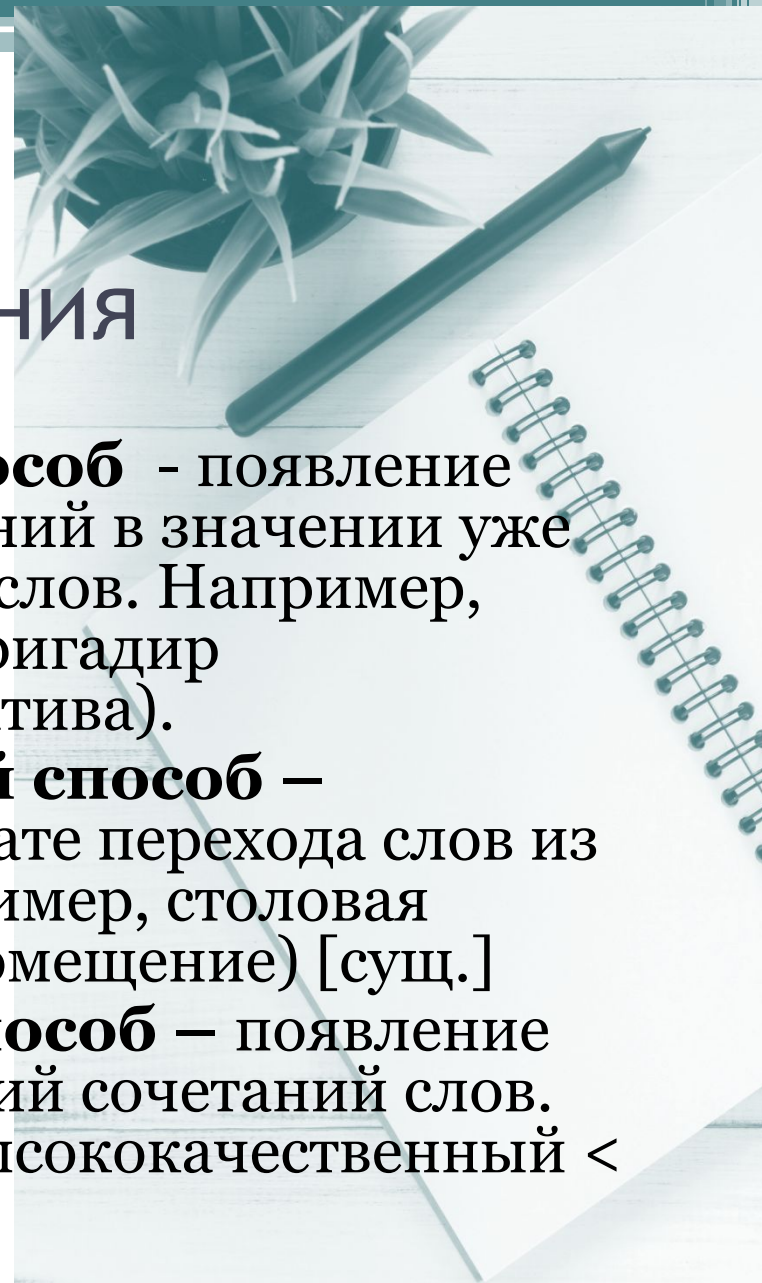 ния
особ - появление
ний в значении уже
слов. Например,
ригадир
тива).
й способ –
ате перехода слов из
имер, столовая
омещение) [сущ.]
особ – появление
ий сочетаний слов.
ысококачественный <